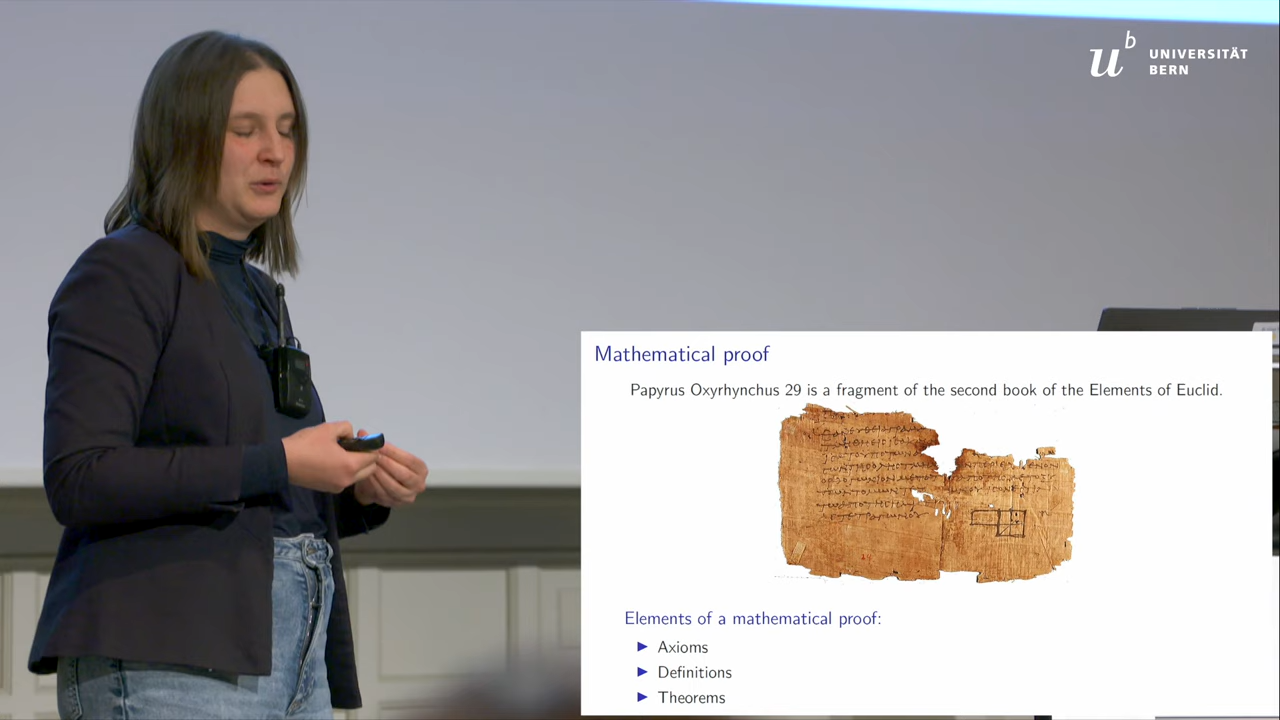 u b UNIVERSITÄT
BERN
Mathematical proof
Papyrus Oxyrhynchus 29 is a fragment of the second book of the Elements of Euclid.
Elements of a mathematical proof:
▶ Axioms
▶ Definitions
▶ Theorems